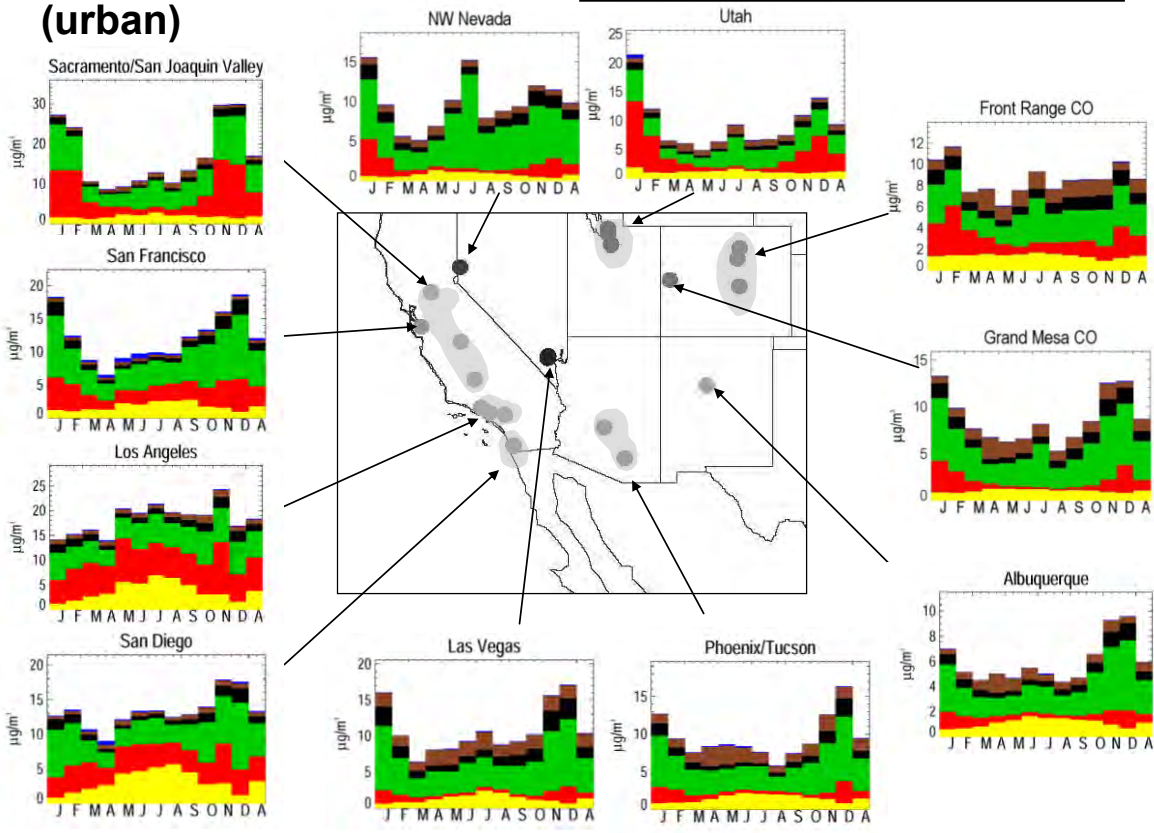 (urban)
Sacramento/San Joaquin Valley
µg/m³
30
20
10
0
J F M A M J J A S O N D A
San Francisco
µg/m³
20
15
10
5
0
J F M A M J J A S O N D A
Los Angeles
µg/m³
25
20
15
10
5
0
J F M A M J J A S O N D A
San Diego
µg/m³
20
15
10
5
0
J F M A M J J A S O N D A
NW Nevada
µg/m³
15
10
5
0
J F M A M J J A S O N D A
Utah
µg/m³
25
20
15
10
5
0
J F M A M J J A S O N D A
Front Range CO
µg/m³
12
10
8
6
4
2
0
J F M A M J J A S O N D A
Grand Mesa CO
µg/m³
15
10
5
0
J F M A M J J A S O N D A
Albuquerque
µg/m³
10
8
6
4
2
0
J F M A M J J A S O N D A
Las Vegas
µg/m³
20
15
10
5
0
J F M A M J J A S O N D A
Phoenix/Tucson
µg/m³
15
10
5
0
J F M A M J J A S O N D A